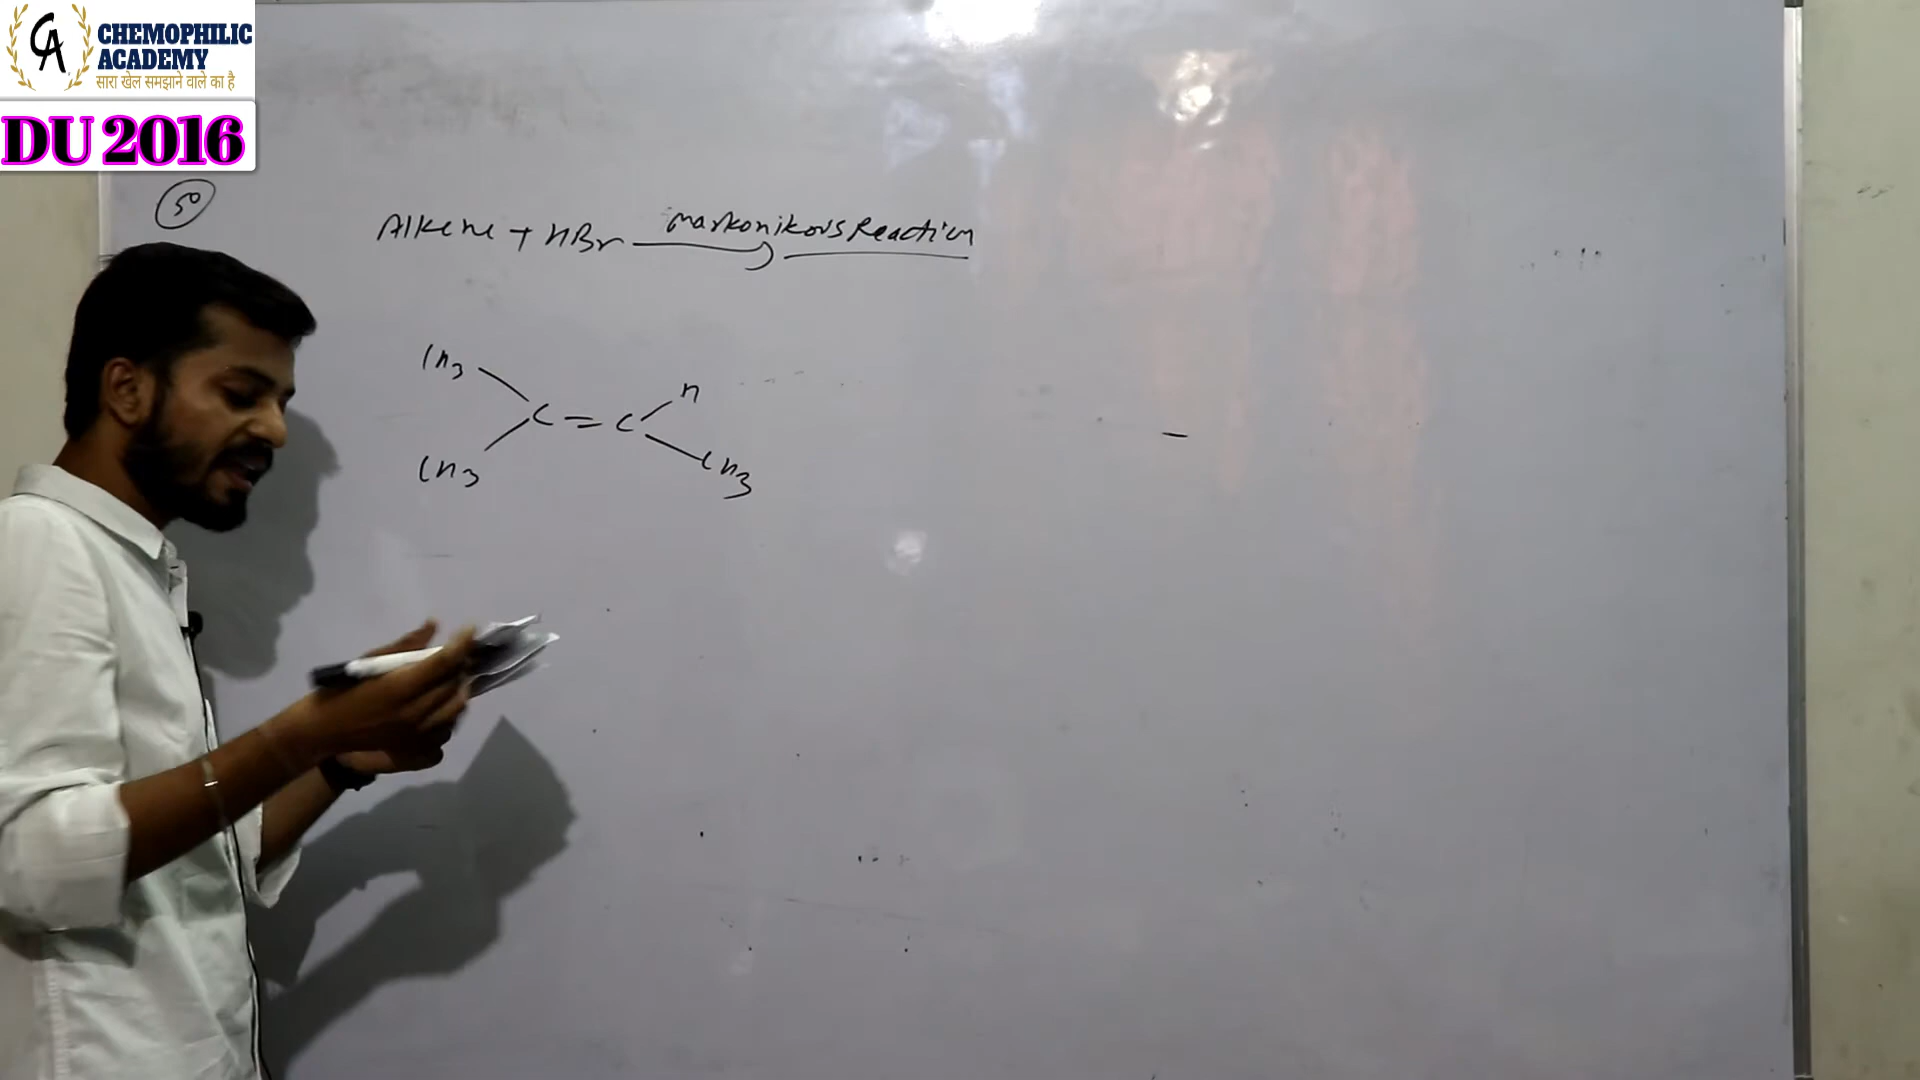 CHEMOPHILIC
ACADEMY
सारा खेल समझाने वाले का है
DU 2016
50
Alkene + HBr Markonikovs Reaction
CH3 H
C = C
CH3 CH3